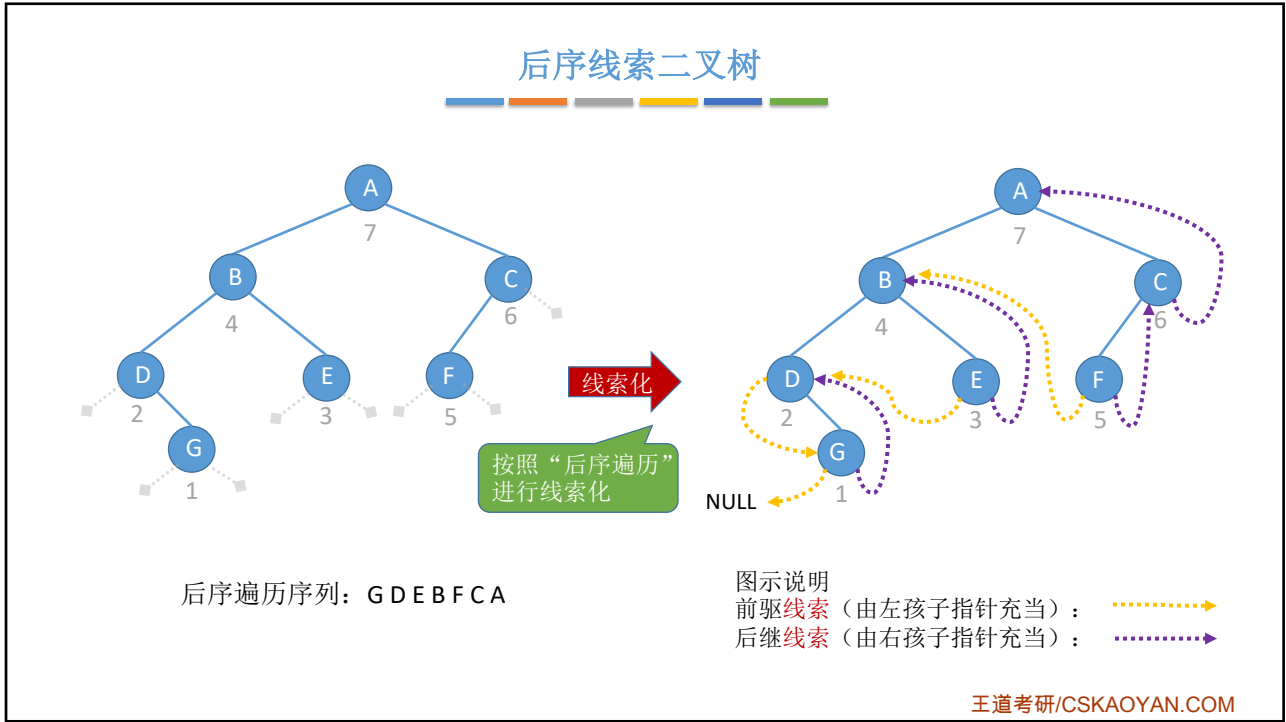 后序线索二叉树
A
7
B
4
C
6
D
2
E
3
F
5
G
1
线索化
按照“后序遍历”
进行线索化
A
7
B
4
C
6
D
2
E
3
F
5
G
1
NULL
后序遍历序列：G D E B F C A
图示说明
前驱线索（由左孩子指针充当）：
后继线索（由右孩子指针充当）：
王道考研/CSKAOYAN.COM